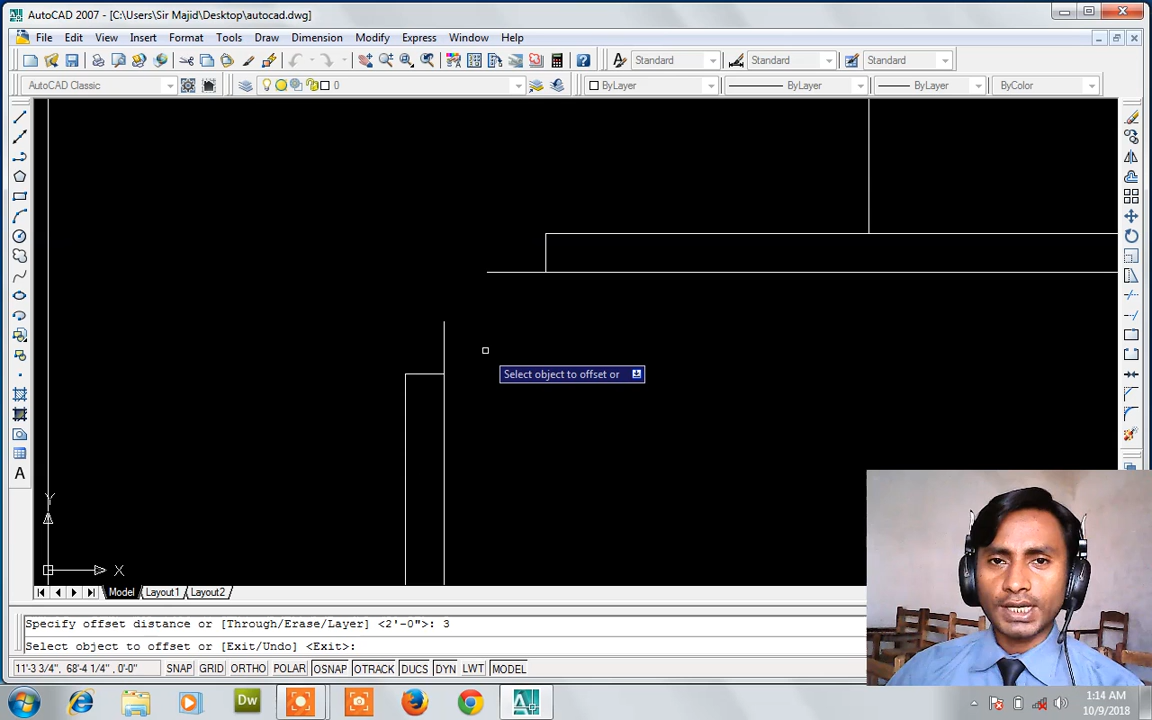 AutoCAD 2007 - [C:\Users\Sir Majid\Desktop\autocad.dwg]
File Edit View Insert Format Tools Draw Dimension Modify Express Window Help
Standard Standard Standard
AutoCAD Classic 0 ByLayer ByLayer ByLayer ByColor
Select object to offset or
A
Y
X
Model Layout1 Layout2
Specify offset distance or [Through/Erase/Layer] <2'-0">: 3
Select object to offset or [Exit/Undo] <Exit>:
11'-3 3/4", 68'-4 1/4", 0'-0" SNAP GRID ORTHO POLAR OSNAP OTRACK DUCS DYN LWT MODEL
Dw
1:14 AM
10/9/2018